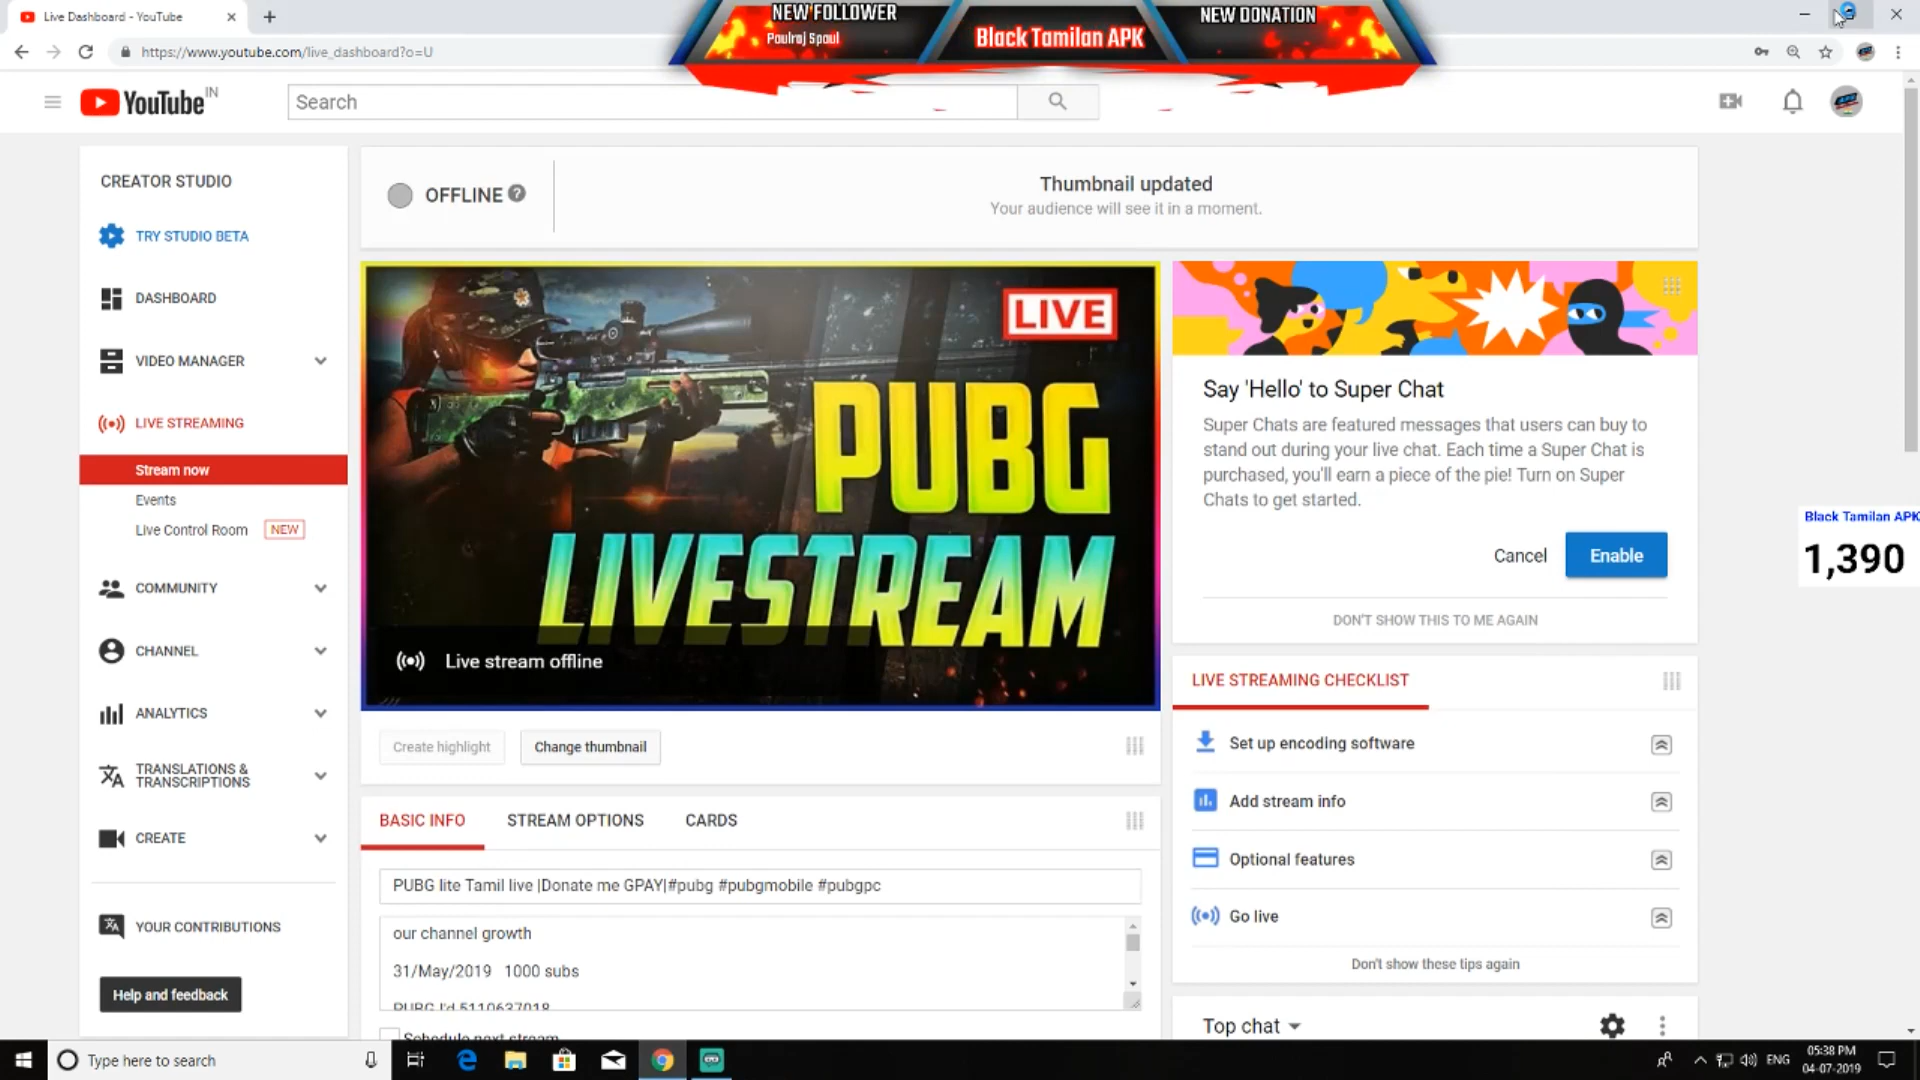 Live Dashboard - YouTube
NEW FOLLOWER
Paulraj Spaul
Black Tamilan APK
NEW DONATION
https://www.youtube.com/live_dashboard?o=U
YouTube IN
Search
CREATOR STUDIO
TRY STUDIO BETA
DASHBOARD
VIDEO MANAGER
LIVE STREAMING
Stream now
Events
Live Control Room NEW
COMMUNITY
CHANNEL
ANALYTICS
TRANSLATIONS &
TRANSCRIPTIONS
CREATE
YOUR CONTRIBUTIONS
Help and feedback
OFFLINE
Thumbnail updated
Your audience will see it in a moment.
LIVE
PUBG
LIVESTREAM
Live stream offline
Create highlight
Change thumbnail
BASIC INFO
STREAM OPTIONS
CARDS
PUBG lite Tamil live |Donate me GPAY|#pubg #pubgmobile #pubgpc
our channel growth
31/May/2019 1000 subs
PUBG I'd 5110637018
Schedule next stream
Say 'Hello' to Super Chat
Super Chats are featured messages that users can buy to
stand out during your live chat. Each time a Super Chat is
purchased, you'll earn a piece of the pie! Turn on Super
Chats to get started.
Cancel
Enable
DON'T SHOW THIS TO ME AGAIN
LIVE STREAMING CHECKLIST
Set up encoding software
Add stream info
Optional features
Go live
Don't show these tips again
Top chat
Black Tamilan APK
1,390
Type here to search
ENG
05:38 PM
04-07-2019